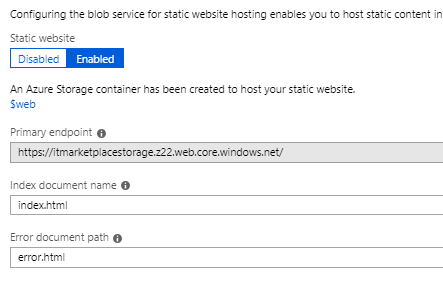 Configuring the blob service for static website hosting enables you to host static content in
Static website
Disabled Enabled
An Azure Storage container has been created to host your static website.
$web
Primary endpoint
https://itmarketplacestorage.z22.web.core.windows.net/
Index document name
index.html
Error document path
error.html